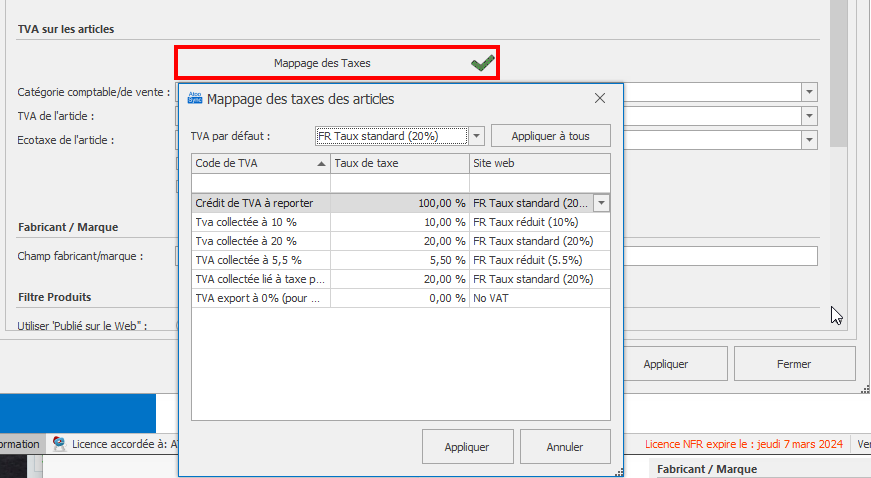 TVA sur les articles
Mappage des Taxes
Catégorie comptable/de vente :
TVA de l'article :
Ecotaxe de l'article :
Fabricant / Marque
Champ fabricant/marque :
Filtre Produits
Utiliser 'Publié sur le Web" :
Atoo Sync
Mappage des taxes des articles
TVA par défaut :
FR Taux standard (20%)
Appliquer à tous
Code de TVA Taux de taxe Site web
Crédit de TVA à reporter 100,00 % FR Taux standard (20...
Tva collectée à 10 % 10,00 % FR Taux réduit (10%)
Tva collectée à 20 % 20,00 % FR Taux standard (20%)
TVA collectée à 5,5 % 5,50 % FR Taux réduit (5.5%)
TVA collectée lié à taxe p... 20,00 % FR Taux standard (20%)
TVA export à 0% (pour ... 0,00 % No VAT
Appliquer
Annuler
Appliquer
Fermer
ormation
Licence accordée à: A
Licence NFR expire le : jeudi 7 mars 2024
Ver
Fabricant / Marque